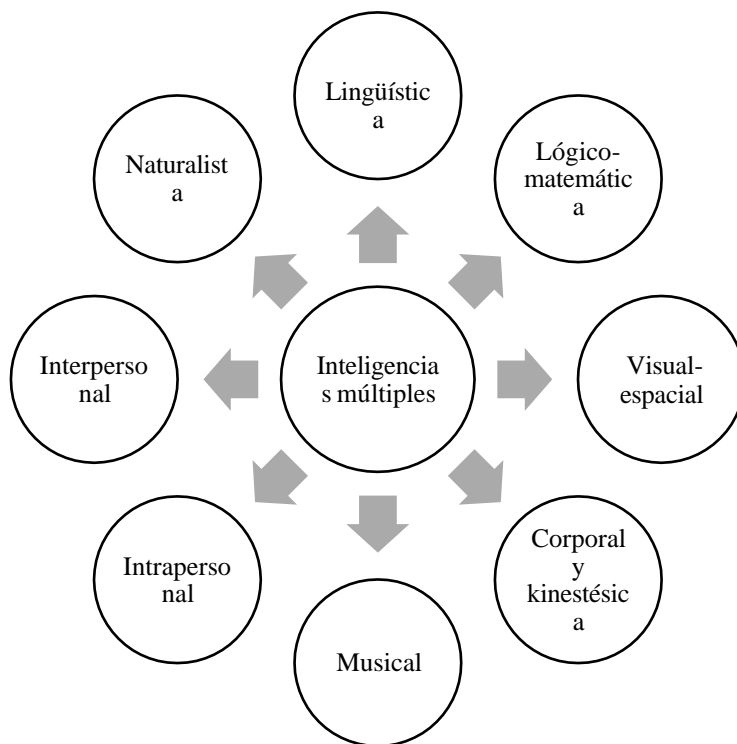 Lingüístic
a
Lógico-
matemátic
a
Visual-
espacial
Corporal
y
kinestésic
a
Musical
Intraperso
nal
Interperso
nal
Naturalist
a
Inteligencia
s múltiples